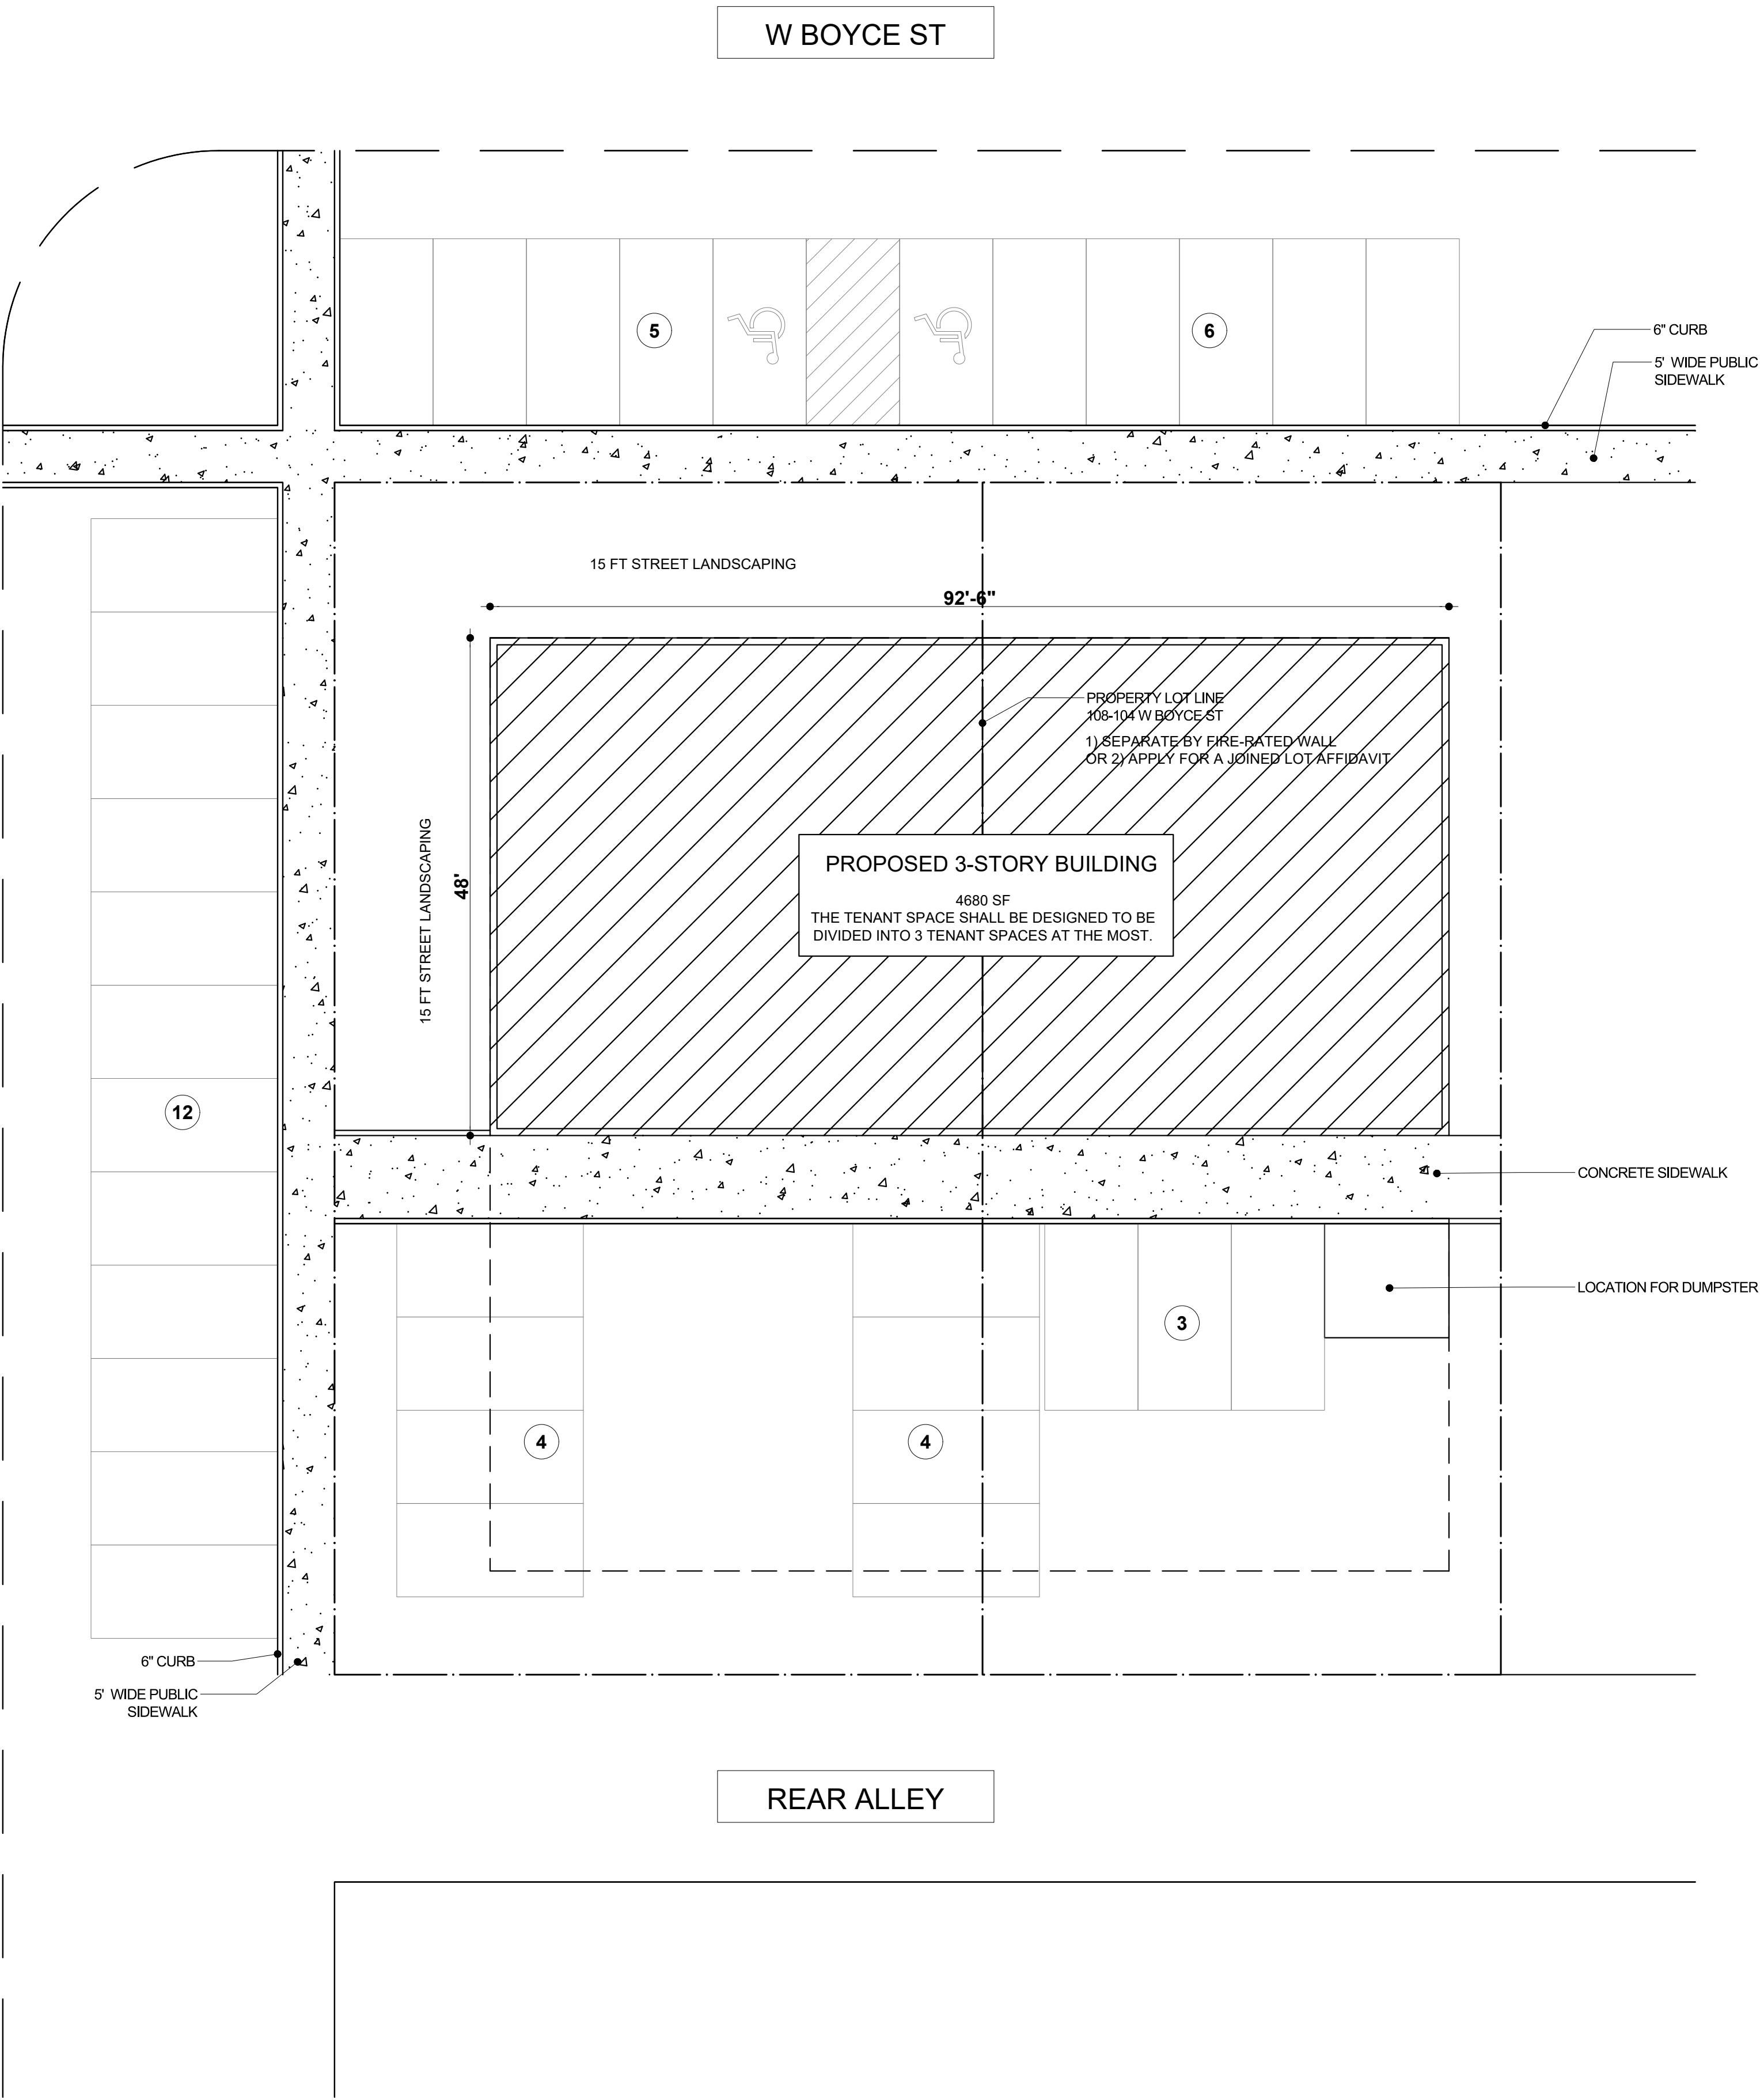 W BOYCE ST
5
6
6" CURB
5' WIDE PUBLIC
SIDEWALK
15 FT STREET LANDSCAPING
92'-6"
PROPERTY LOT LINE
108-104 W BOYCE ST
1) SEPARATE BY FIRE-RATED WALL
OR 2) APPLY FOR A JOINED LOT AFFIDAVIT
15 FT STREET LANDSCAPING
48'
PROPOSED 3-STORY BUILDING
4680 SF
THE TENANT SPACE SHALL BE DESIGNED TO BE
DIVIDED INTO 3 TENANT SPACES AT THE MOST.
12
CONCRETE SIDEWALK
LOCATION FOR DUMPSTER
3
4
4
6" CURB
5' WIDE PUBLIC
SIDEWALK
REAR ALLEY